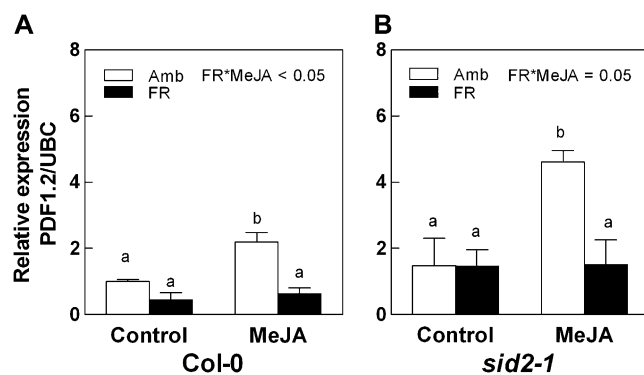 A
B
Relative expression
PDF1.2/UBC
8
6
4
2
0
Amb FR*MeJA < 0.05
FR
a
a
b
a
Control MeJA
Col-0
8
6
4
2
0
Amb FR*MeJA = 0.05
FR
a
a
b
a
Control MeJA
sid2-1